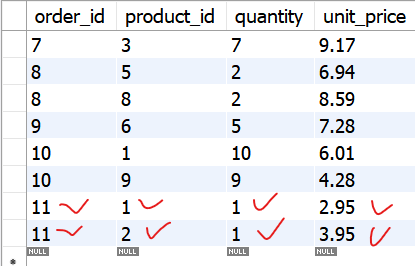 order_id product_id quantity unit_price
7 3 7 9.17
8 5 2 6.94
8 8 2 8.59
9 6 5 7.28
10 1 10 6.01
10 9 9 4.28
11 1 1 2.95
11 2 1 3.95
* NULL NULL NULL NULL